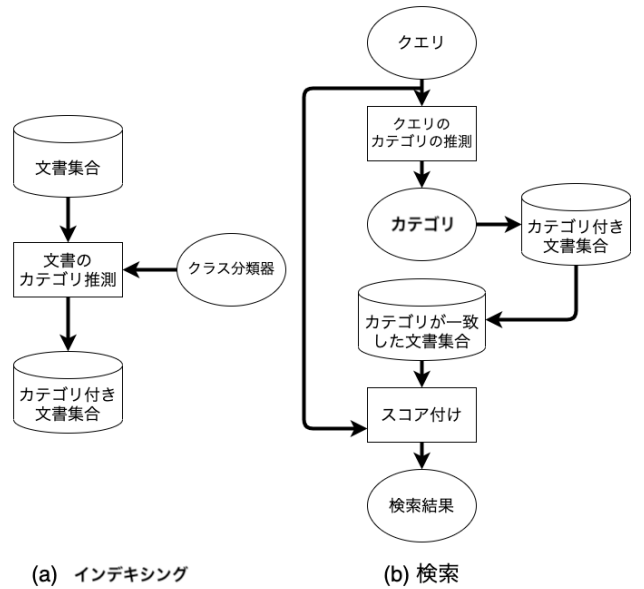 文書集合
文書の
カテゴリ推測
クラス分類器
カテゴリ付き
文書集合
(a) インデキシング
クエリ
クエリの
カテゴリの推測
カテゴリ
カテゴリ付き
文書集合
カテゴリが一致
した文書集合
スコア付け
検索結果
(b) 検索